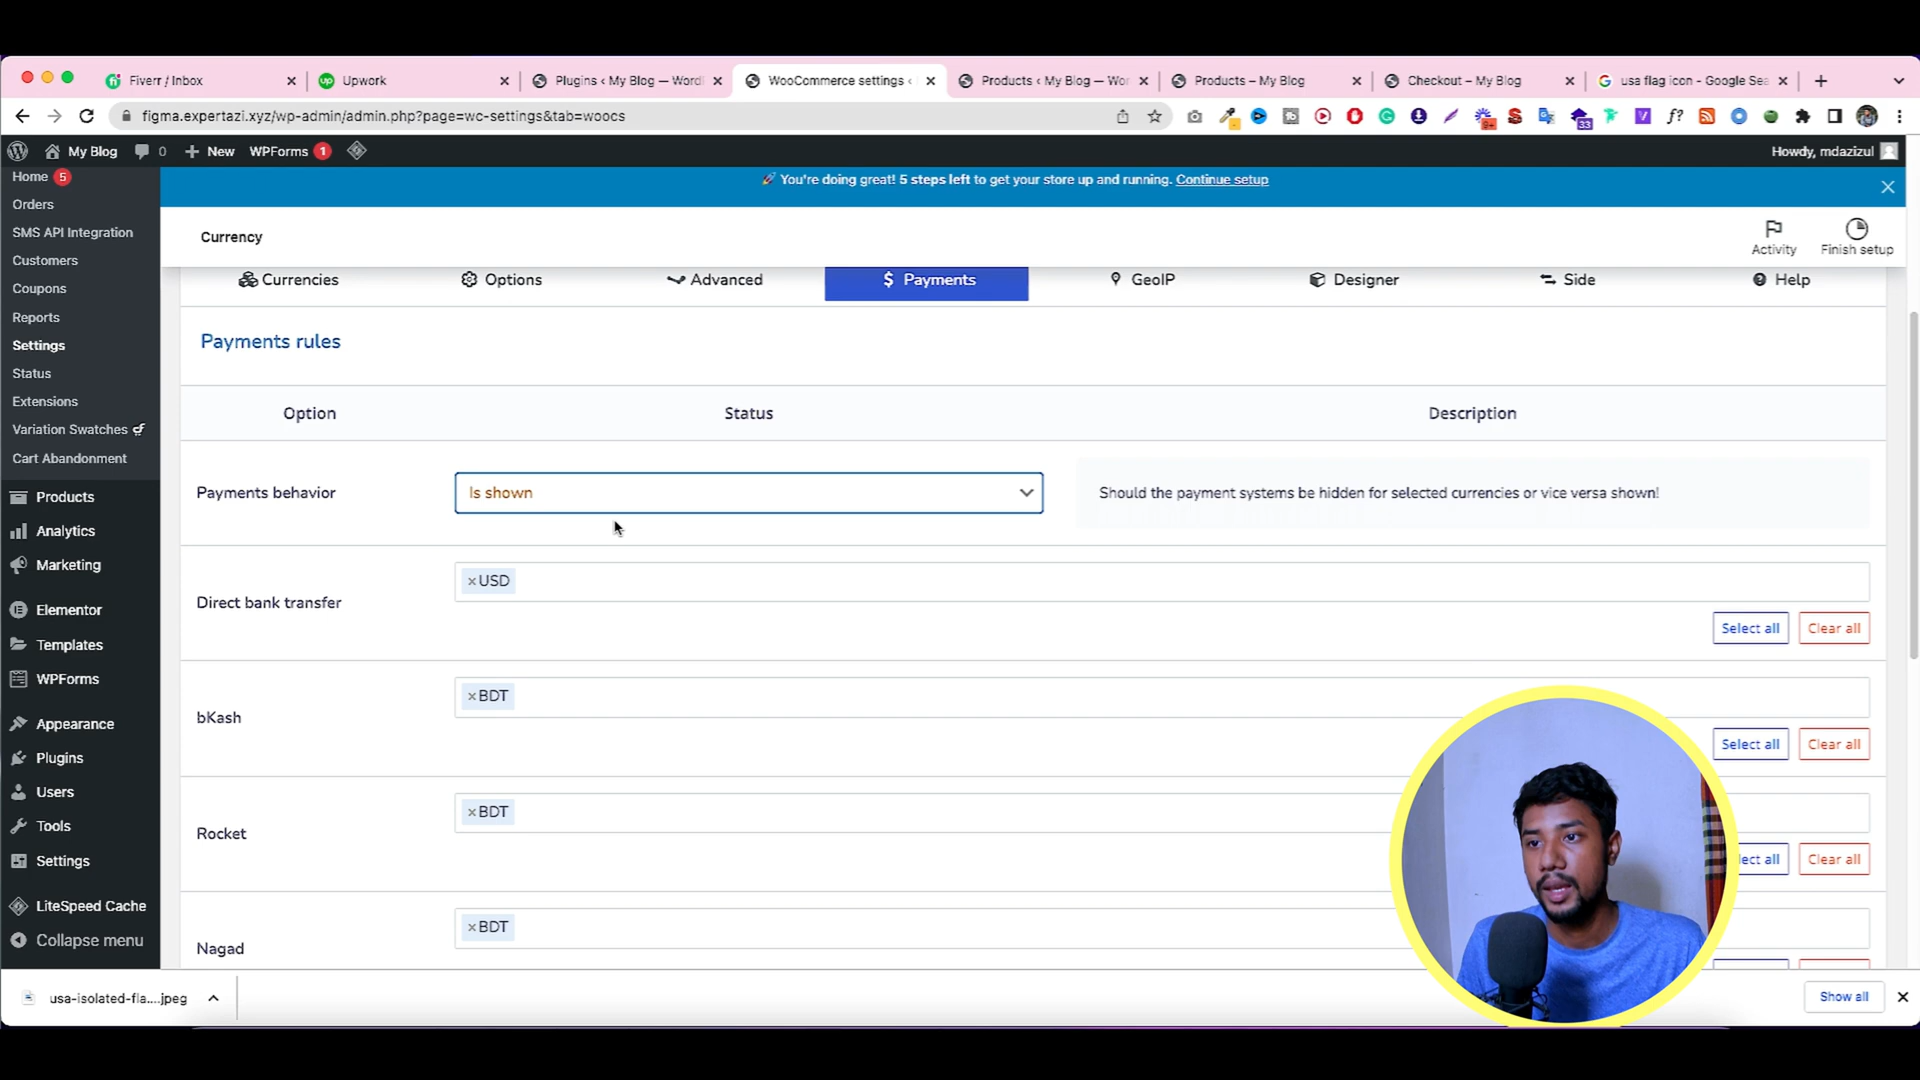 Fiverr / Inbox
Upwork
Plugins ‹ My Blog — Word
WooCommerce settings ‹
Products ‹ My Blog — Wor
Products – My Blog
Checkout – My Blog
usa flag icon - Google Sea
figma.expertazi.xyz/wp-admin/admin.php?page=wc-settings&tab=woocs
9+
33
f?
My Blog
0
New
WPForms 1
Howdy, mdazizul
Home 5
Orders
SMS API Integration
Customers
Coupons
Reports
Settings
Status
Extensions
Variation Swatches
Cart Abandonment
Products
Analytics
Marketing
Elementor
Templates
WPForms
Appearance
Plugins
Users
Tools
Settings
LiteSpeed Cache
Collapse menu
🚀 You're doing great! 5 steps left to get your store up and running. Continue setup
Currency
Activity
Finish setup
Currencies
Options
Advanced
$ Payments
GeoIP
Designer
Side
Help
Payments rules
Option
Status
Description
Payments behavior
Is shown
Should the payment systems be hidden for selected currencies or vice versa shown!
Direct bank transfer
×USD
Select all
Clear all
bKash
×BDT
Select all
Clear all
Rocket
×BDT
ect all
Clear all
Nagad
×BDT
usa-isolated-fla....jpeg
Show all